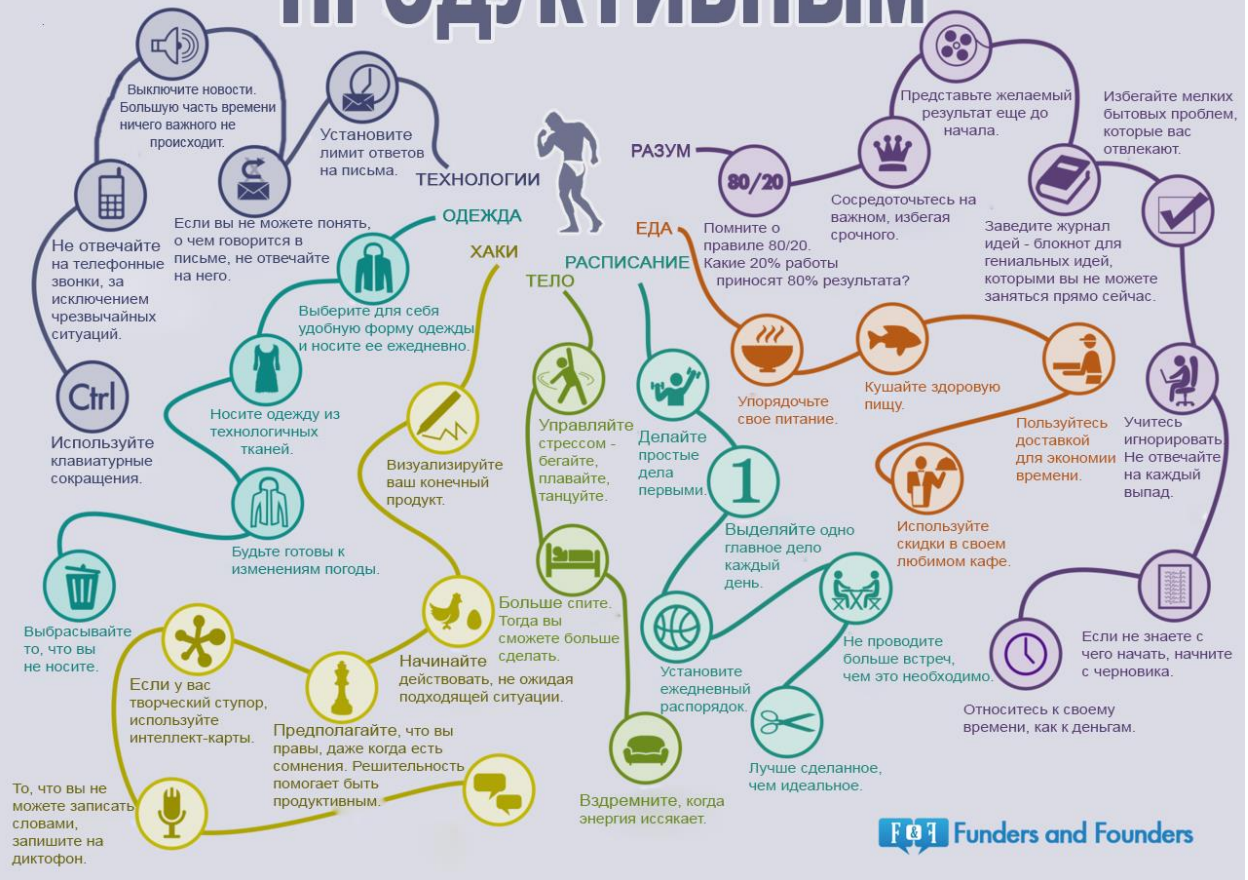 ПРОДУКТИВНЫМ
Выключите новости.
Большую часть времени
ничего важного не
происходит.
Установите
лимит ответов
на письма.
ТЕХНОЛОГИИ
Если вы не можете понять,
о чем говорится в
письме, не отвечайте
на него.
Не отвечайте
на телефонные
звонки, за
исключением
чрезвычайных
ситуаций.
Ctrl
Используйте
клавиатурные
сокращения.
ОДЕЖДА
Выберите для себя
удобную форму одежды
и носите ее ежедневно.
Носите одежду из
технологичных
тканей.
Будьте готовы к
изменениям погоды.
Выбрасывайте
то, что вы
не носите.
ХАКИ
Визуализируйте
ваш конечный
продукт.
Начинайте
действовать, не ожидая
подходящей ситуации.
Предполагайте, что вы
правы, даже когда есть
сомнения. Решительность
помогает быть
продуктивным.
Если у вас
творческий ступор,
используйте
интеллект-карты.
То, что вы не
можете записать
словами,
запишите на
диктофон.
ТЕЛО
Управляйте
стрессом -
бегайте,
плавайте,
танцуйте.
Больше спите.
Тогда вы
сможете больше
сделать.
Вздремните, когда
энергия иссякает.
РАСПИСАНИЕ
Делайте
простые
дела
первыми.
1
Выделяйте одно
главное дело
каждый
день.
Установите
ежедневный
распорядок.
Не проводите
больше встреч,
чем это необходимо.
Лучше сделанное,
чем идеальное.
ЕДА
Упорядочьте
свое питание.
Кушайте здоровую
пищу.
Пользуйтесь
доставкой
для экономии
времени.
Используйте
скидки в своем
любимом кафе.
РАЗУМ
80/20
Помните о
правиле 80/20.
Какие 20% работы
приносят 80% результата?
Сосредоточьтесь на
важном, избегая
срочного.
Представьте желаемый
результат еще до
начала.
Заведите журнал
идей - блокнот для
гениальных идей,
которыми вы не можете
заняться прямо сейчас.
Избегайте мелких
бытовых проблем,
которые вас
отвлекают.
Учитесь
игнорировать.
Не отвечайте
на каждый
выпад.
Если не знаете с
чего начать, начните
с черновика.
Относитесь к своему
времени, как к деньгам.
F&F Funders and Founders